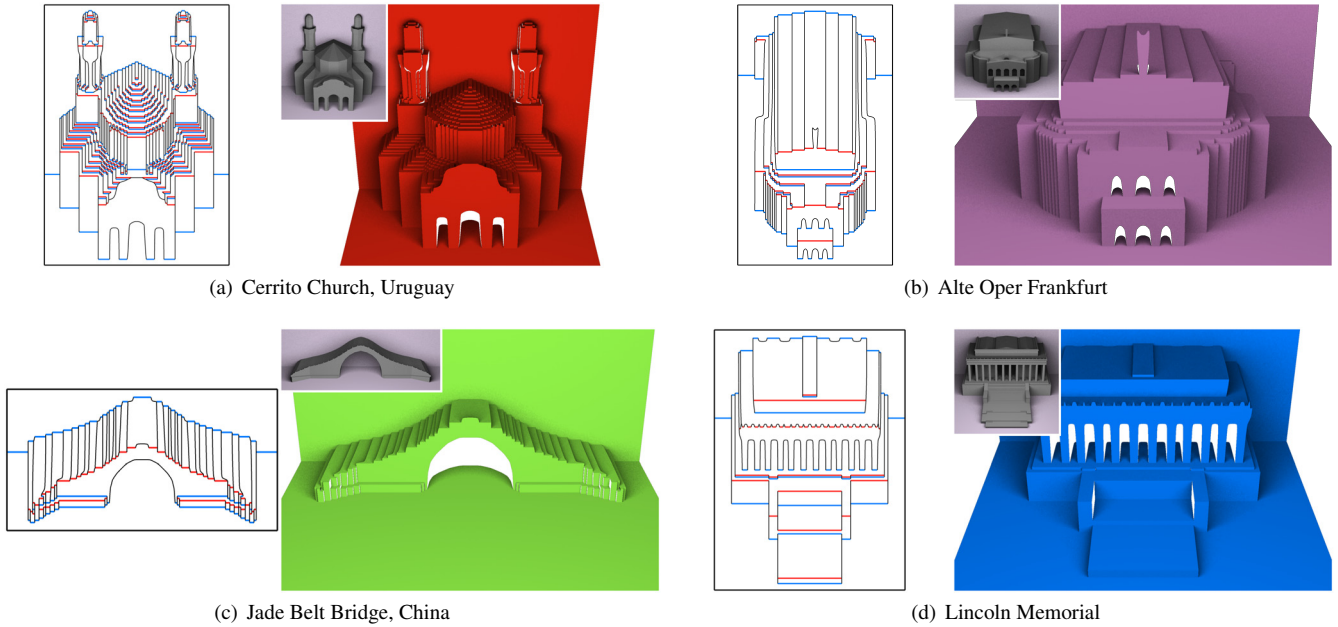 (a) Cerrito Church, Uruguay
(b) Alte Oper Frankfurt
(c) Jade Belt Bridge, China
(d) Lincoln Memorial